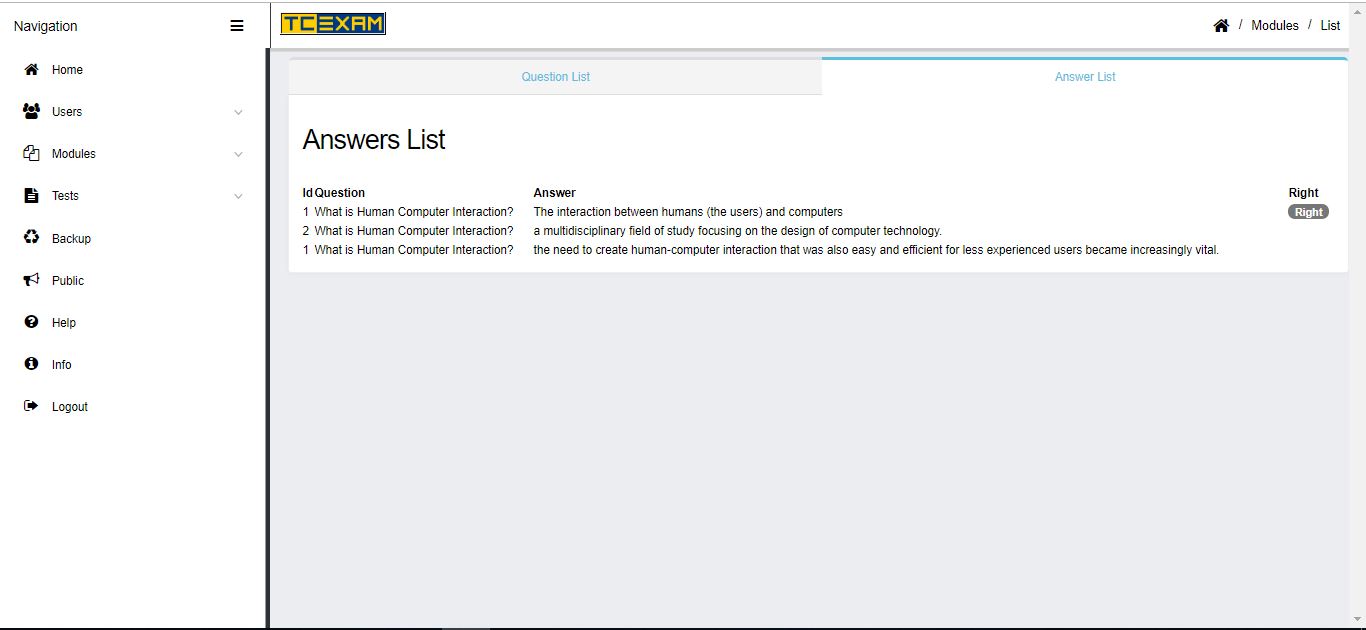 Navigation
TCEXAM
/ Modules / List
Home
Users
Modules
Tests
Backup
Public
Help
Info
Logout
Question List
Answer List
Answers List
Id Question Answer Right
1 What is Human Computer Interaction? The interaction between humans (the users) and computers Right
2 What is Human Computer Interaction? a multidisciplinary field of study focusing on the design of computer technology.
1 What is Human Computer Interaction? the need to create human-computer interaction that was also easy and efficient for less experienced users became increasingly vital.